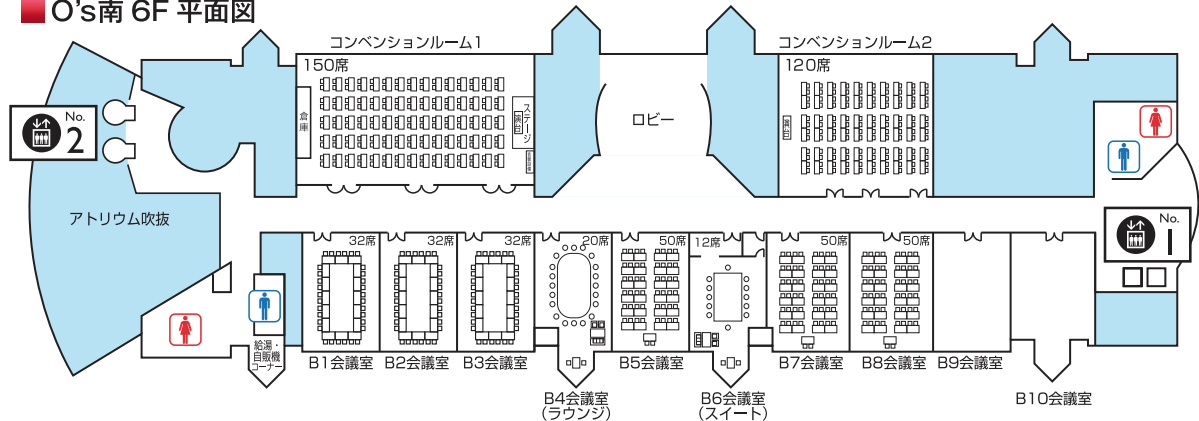 O's南 6F 平面図
コンベンションルーム1
コンベンションルーム2
150席
120席
倉庫
ステージ
演台
ロビー
演台
No.
2
アトリウム吹抜
No.
1
32席
32席
32席
20席
50席
12席
50席
50席
給湯・
自販機
コーナー
B1会議室
B2会議室
B3会議室
B4会議室
(ラウンジ)
B5会議室
B6会議室
(スイート)
B7会議室
B8会議室
B9会議室
B10会議室